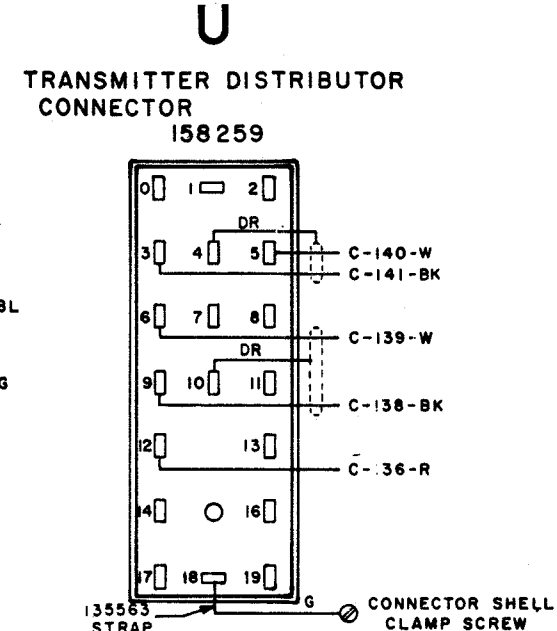 U
TRANSMITTER DISTRIBUTOR
CONNECTOR
158259
0 1 2
DR
3 4 5 C-140-W
C-141-BK
BL
6 7 8
C-139-W
DR
G
9 10 11
C-138-BK
12 13
C-136-R
14 16
17 18 19
135563 G CONNECTOR SHELL
STRAP CLAMP SCREW